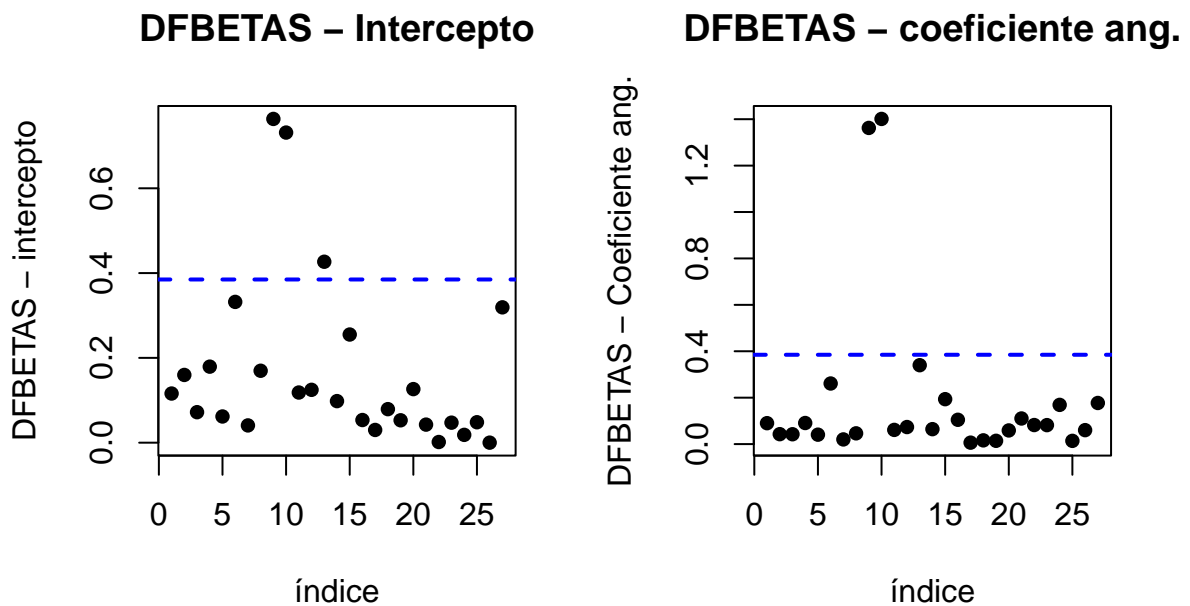 DFBETAS – Intercepto
DFBETAS – intercepto
0.0 0.2 0.4 0.6
0 5 10 15 20 25
índice
DFBETAS – coeficiente ang.
DFBETAS – Coeficiente ang.
0.0 0.4 0.8 1.2
0 5 10 15 20 25
índice